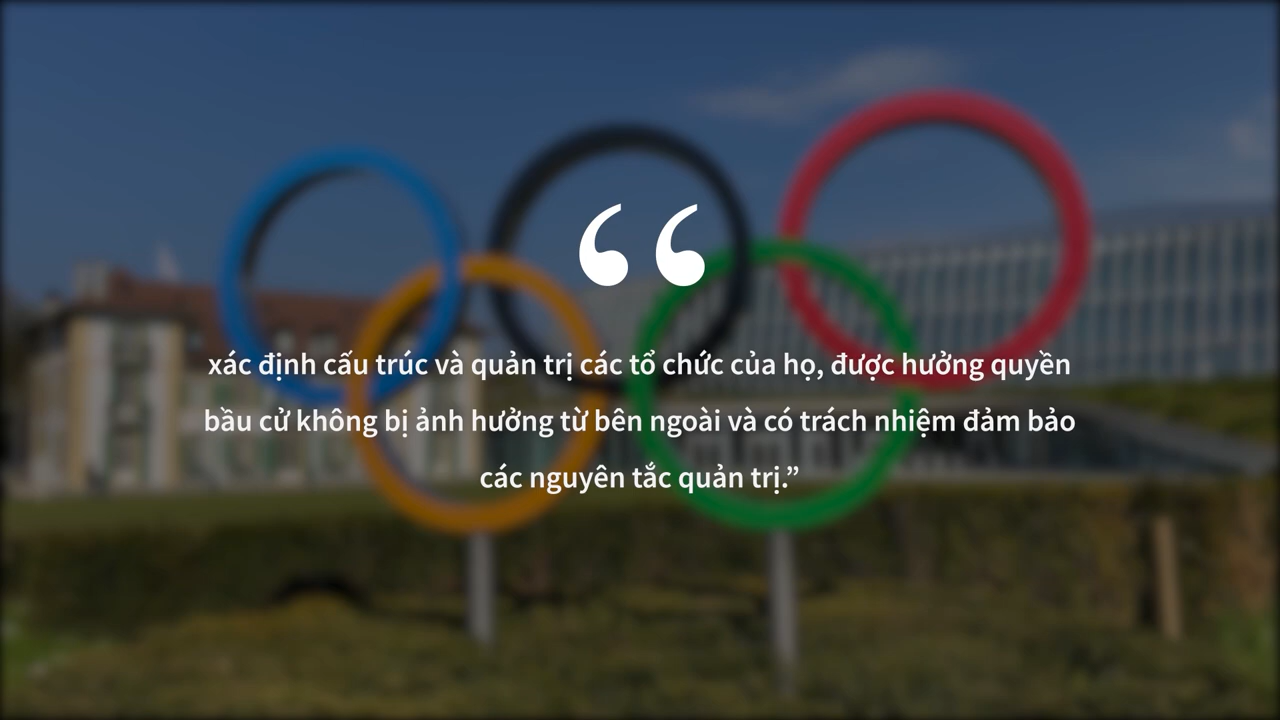 “
xác định cấu trúc và quản trị các tổ chức của họ, được hưởng quyền
bầu cử không bị ảnh hưởng từ bên ngoài và có trách nhiệm đảm bảo
các nguyên tắc quản trị.”